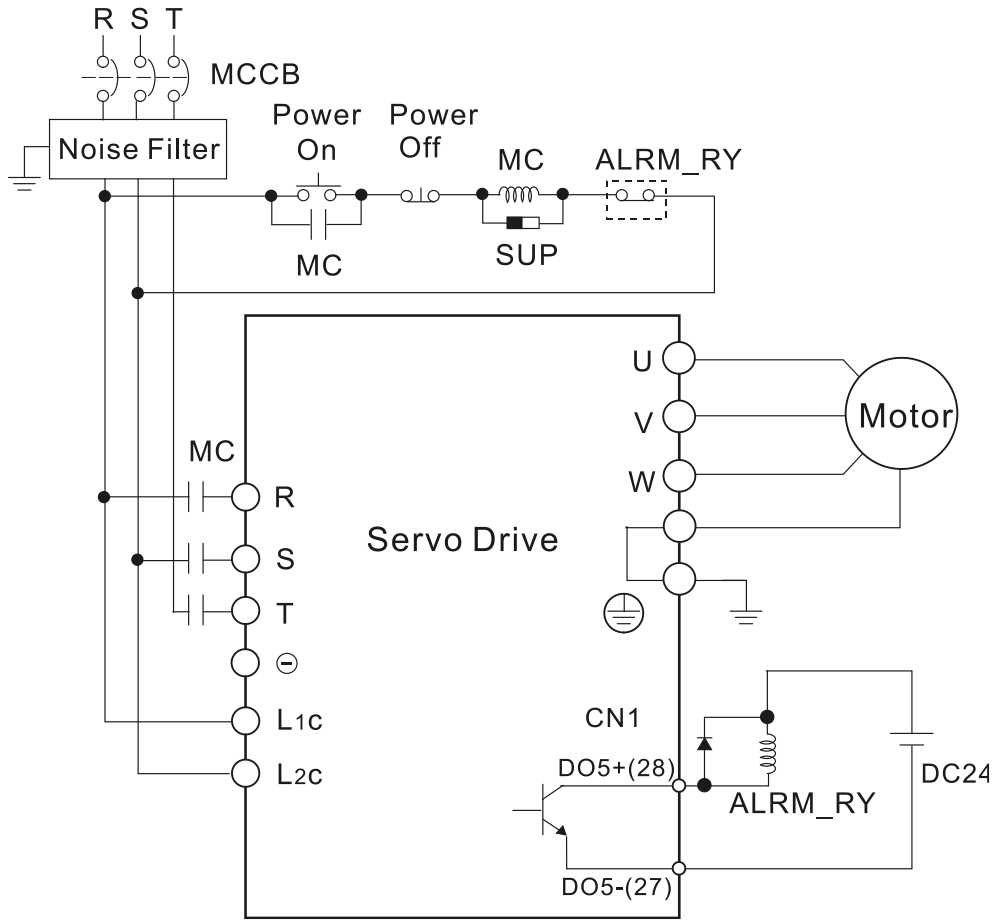 R S T
MCCB
Noise Filter
Power On
Power Off
MC
ALRM_RY
MC
SUP
MC
Servo Drive
R
S
T
⊖
L1c
L2c
U
V
W
Motor
CN1
DO5+(28)
DO5-(27)
ALRM_RY
DC24